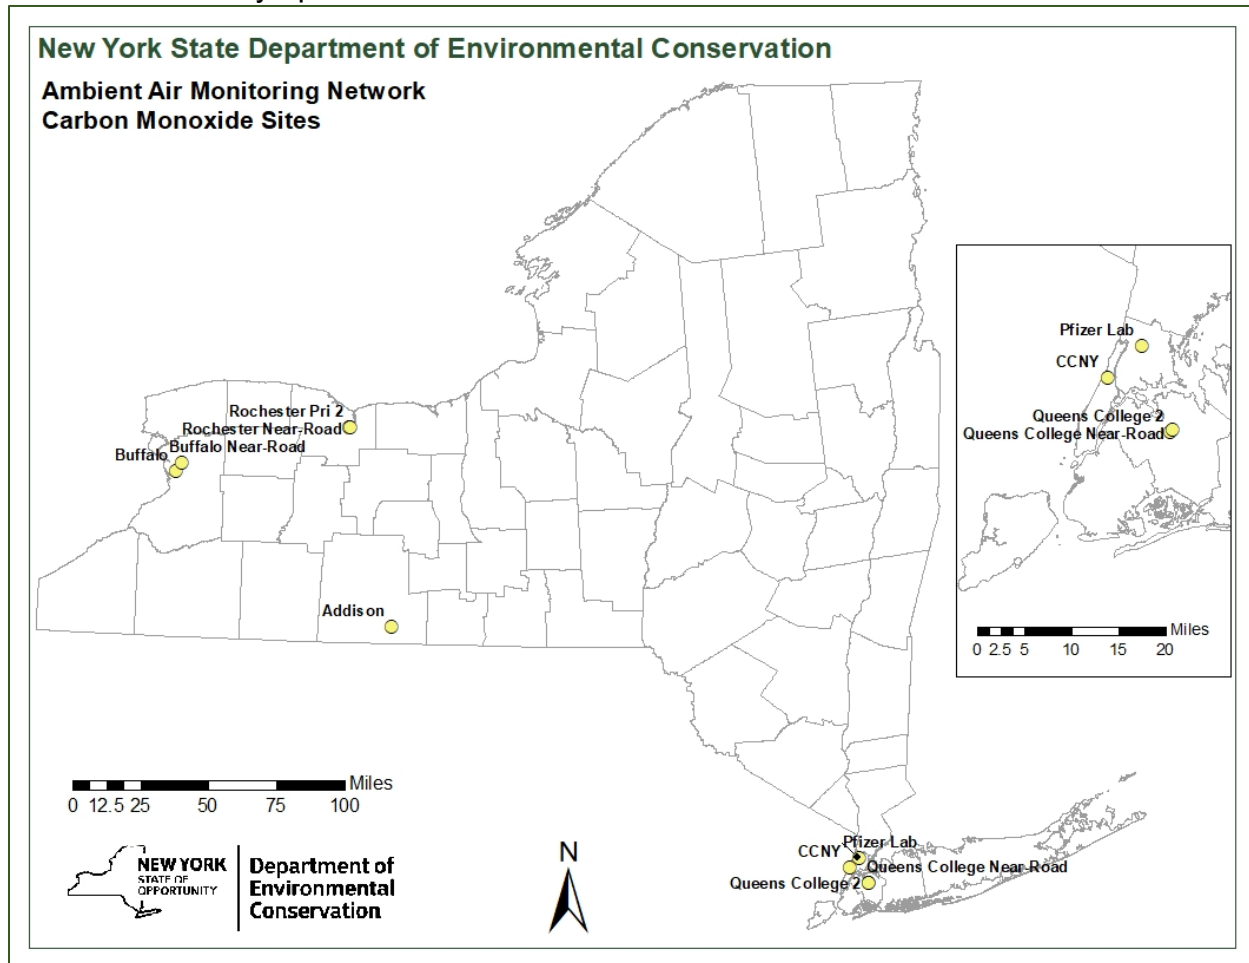 New York State Department of Environmental Conservation
Ambient Air Monitoring Network
Carbon Monoxide Sites
Rochester Pri 2
Rochester Near-Road
Buffalo Near-Road
Buffalo
Addison
Pfizer Lab
CCNY
Queens College 2
Queens College Near-Road
Miles
0 2.5 5 10 15 20
Miles
0 12.5 25 50 75 100
N
Pfizer Lab
CCNY
Queens College Near-Road
Queens College 2
NEW YORK
STATE OF
OPPORTUNITY
Department of
Environmental
Conservation